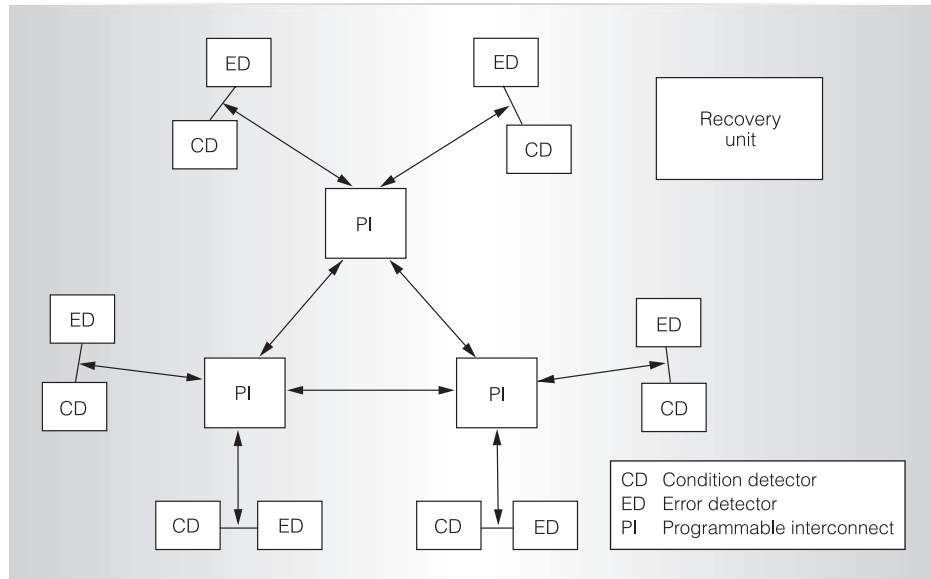 ED
ED
CD
CD
Recovery
unit
PI
ED
ED
CD
PI
PI
CD
CD ED
CD ED
CD Condition detector
ED Error detector
PI Programmable interconnect